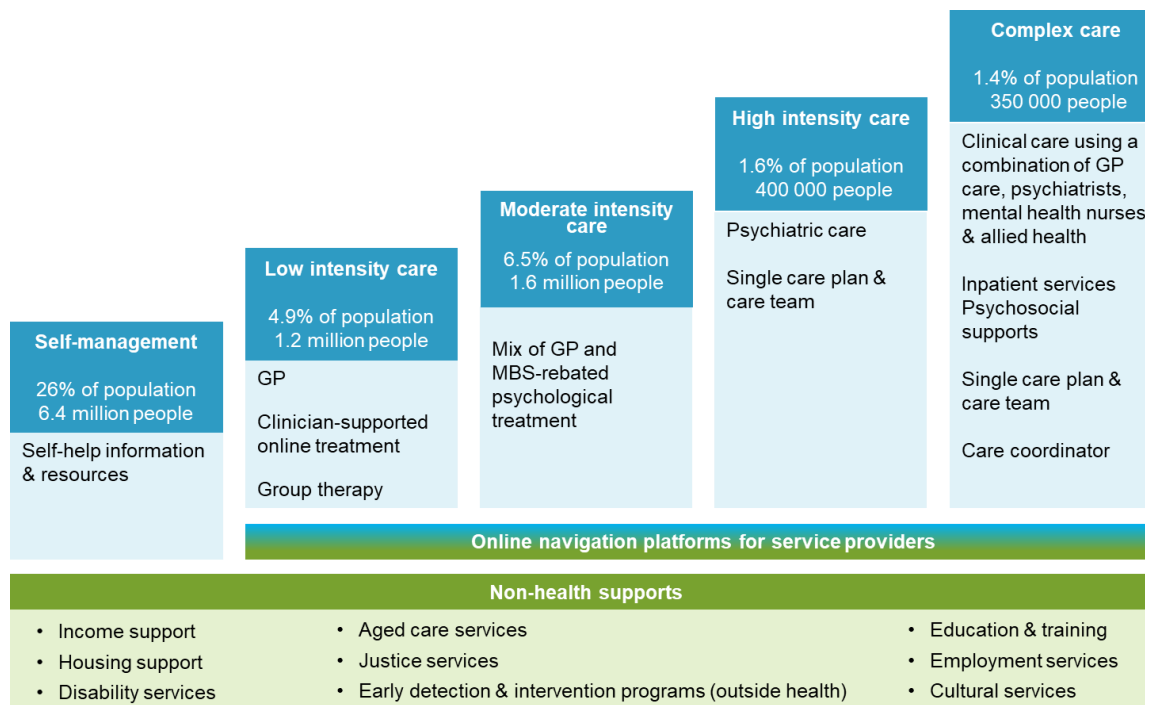 Self-management
26% of population
6.4 million people
Self-help information
& resources
Low intensity care
4.9% of population
1.2 million people
GP
Clinician-supported
online treatment
Group therapy
Moderate intensity
care
6.5% of population
1.6 million people
Mix of GP and
MBS-rebated
psychological
treatment
High intensity care
1.6% of population
400 000 people
Psychiatric care
Single care plan &
care team
Complex care
1.4% of population
350 000 people
Clinical care using a
combination of GP
care, psychiatrists,
mental health nurses
& allied health
Inpatient services
Psychosocial
supports
Single care plan &
care team
Care coordinator
Online navigation platforms for service providers
Non-health supports
• Income support
• Housing support
• Disability services
• Aged care services
• Justice services
• Early detection & intervention programs (outside health)
• Education & training
• Employment services
• Cultural services